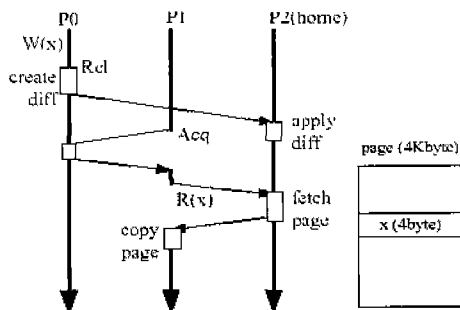 P0
P1
P2(home)
W(x)
Rel
create
diff
Acq
apply
diff
page (4Kbyte)
R(x)
fetch
page
x (4byte)
copy
page